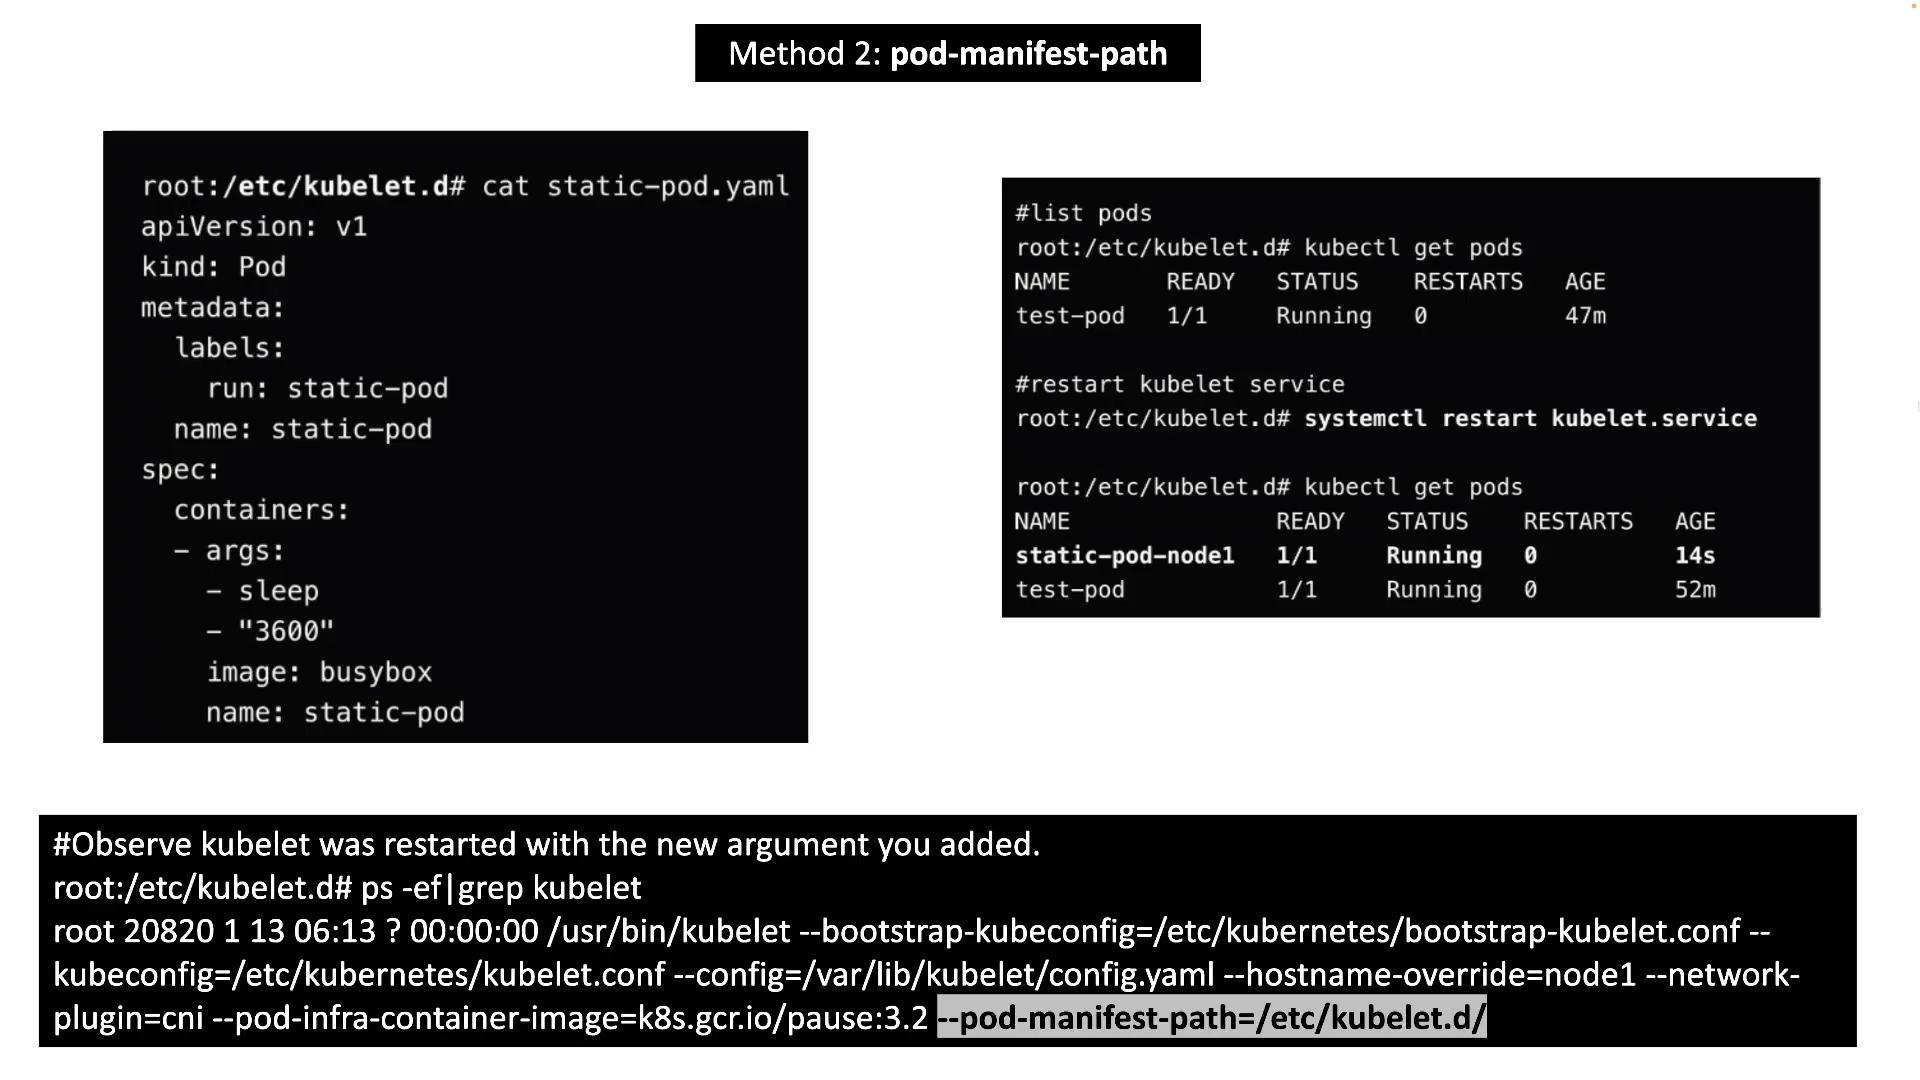 Method 2: pod-manifest-path
root:/etc/kubelet.d# cat static-pod.yaml
apiVersion: v1
kind: Pod
metadata:
  labels:
    run: static-pod
  name: static-pod
spec:
  containers:
  - args:
    - sleep
    - "3600"
    image: busybox
    name: static-pod
#list pods
root:/etc/kubelet.d# kubectl get pods
NAME       READY   STATUS    RESTARTS   AGE
test-pod   1/1     Running   0          47m
#restart kubelet service
root:/etc/kubelet.d# systemctl restart kubelet.service
root:/etc/kubelet.d# kubectl get pods
NAME               READY   STATUS    RESTARTS   AGE
static-pod-node1   1/1     Running   0          14s
test-pod           1/1     Running   0          52m
#Observe kubelet was restarted with the new argument you added.
root:/etc/kubelet.d# ps -ef|grep kubelet
root 20820 1 13 06:13 ? 00:00:00 /usr/bin/kubelet --bootstrap-kubeconfig=/etc/kubernetes/bootstrap-kubelet.conf --
kubeconfig=/etc/kubernetes/kubelet.conf --config=/var/lib/kubelet/config.yaml --hostname-override=node1 --network-
plugin=cni --pod-infra-container-image=k8s.gcr.io/pause:3.2 --pod-manifest-path=/etc/kubelet.d/